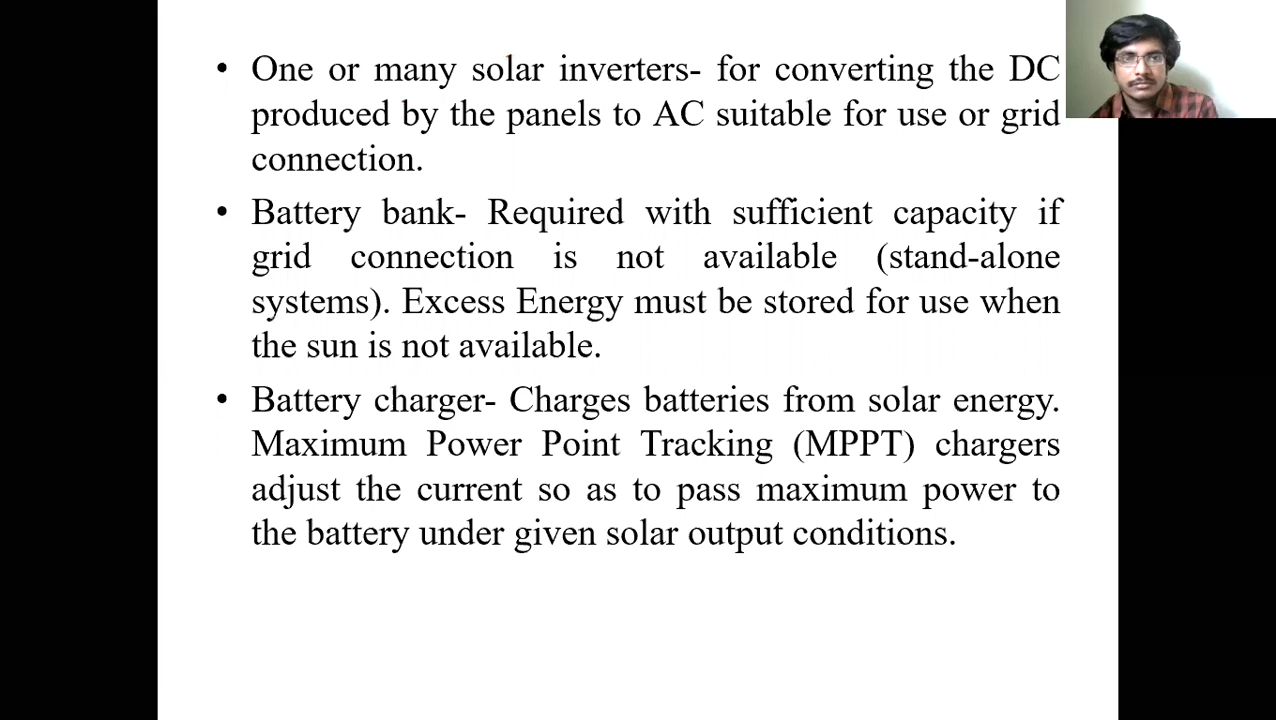 • One or many solar inverters- for converting the DC
produced by the panels to AC suitable for use or grid
connection.
• Battery bank- Required with sufficient capacity if
grid connection is not available (stand-alone
systems). Excess Energy must be stored for use when
the sun is not available.
• Battery charger- Charges batteries from solar energy.
Maximum Power Point Tracking (MPPT) chargers
adjust the current so as to pass maximum power to
the battery under given solar output conditions.